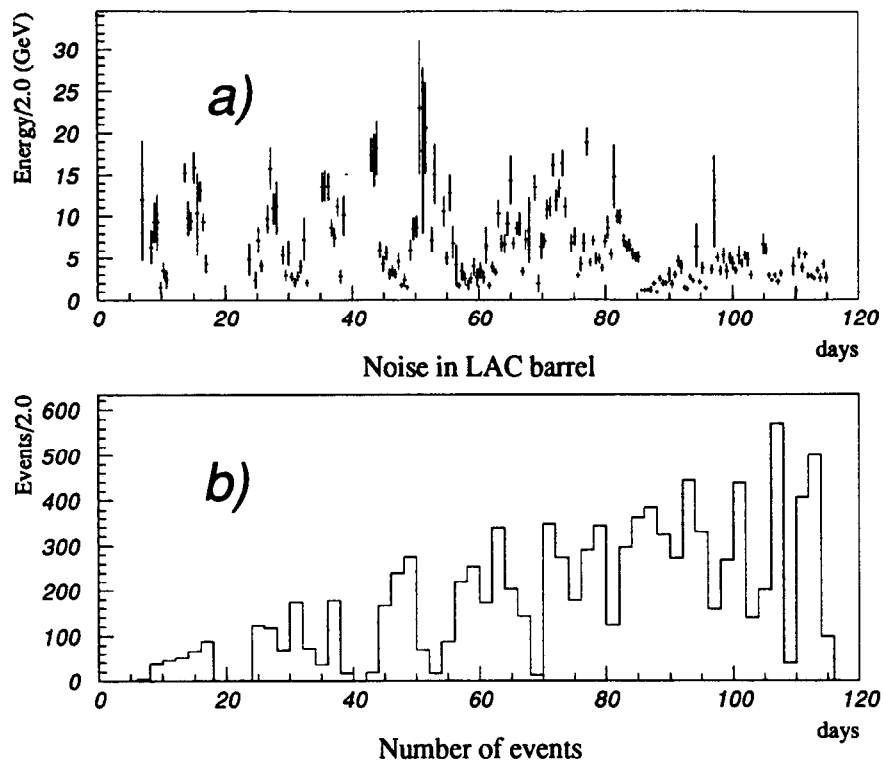 Energy/2.0 (GeV)
30
25
20
15
10
5
0
a)
0 20 40 60 80 100 120
days
Noise in LAC barrel
Events/2.0
600
500
400
300
200
100
0
b)
0 20 40 60 80 100 120
days
Number of events